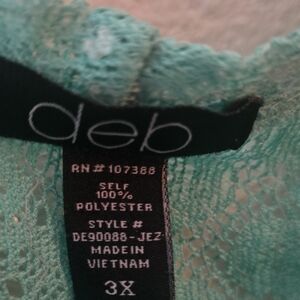 deb
RN # 107388
SELF
100%
POLYESTER
STYLE #
DE90088-JEZ
MADE IN
VIETNAM
3X